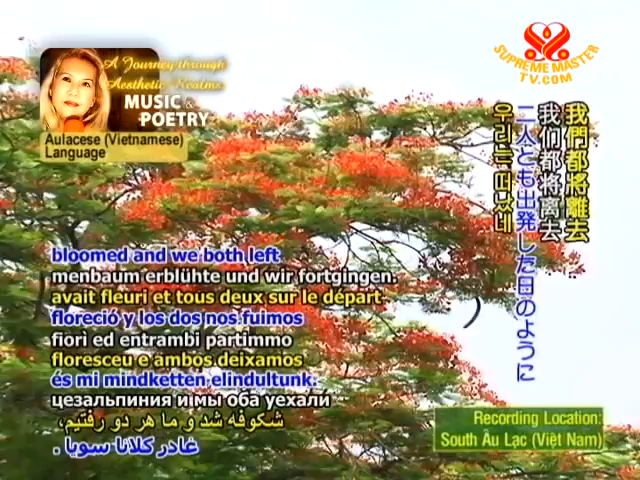 A Journey through
Aesthetic Realms
MUSIC &
POETRY
Aulacese (Vietnamese)
Language
SUPREME MASTER
TV.COM
我們都將離去
我们都将离去
二人とも出発した日のように
우리는 떠났네
bloomed and we both left
menbaum erblühte und wir fortgingen.
avait fleuri et tous deux sur le départ.
floreció y los dos nos fuimos
fiorì ed entrambi partimmo
floresceu e ambos deixamos
és mi mindketten elindultunk.
цезальпиния и мы оба уехали
شکوفه شد و ما هر دو رفتیم،
غادر كلانا سويا .
Recording Location:
South Âu Lạc (Việt Nam)